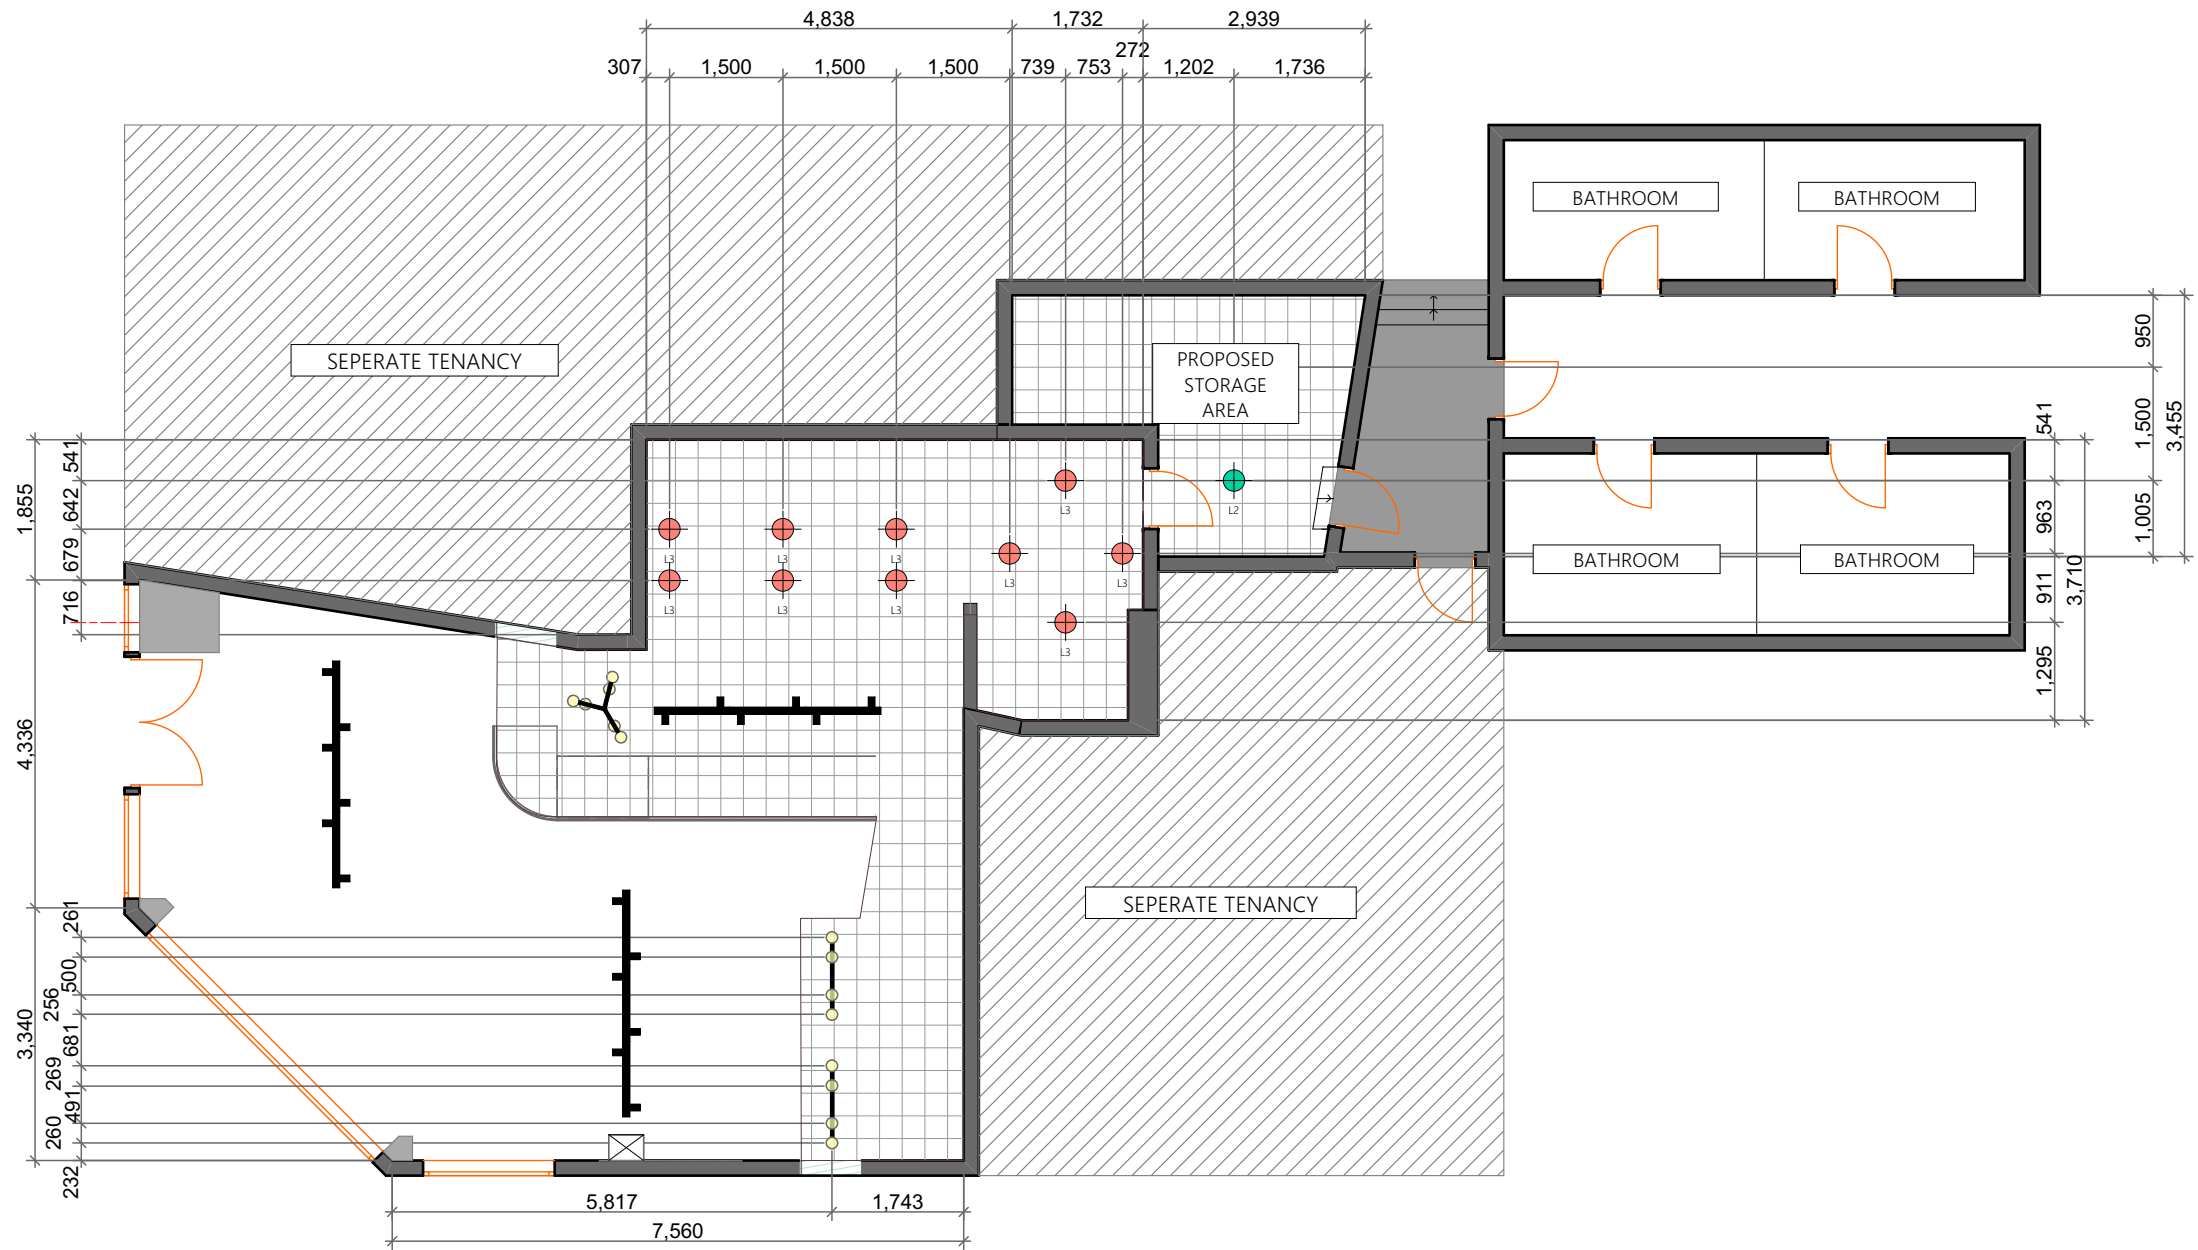 4,838
1,732
2,939
272
307
1,500
1,500
1,500
739
753
1,202
1,736
BATHROOM
BATHROOM
SEPERATE TENANCY
PROPOSED
STORAGE
AREA
950
1,500
3,455
1,005
541
963
911
3,710
1,295
541
1,855
642
679
716
4,336
L3
L2
L3
L3
L3
L3
L3
L3
L3
L3
L3
BATHROOM
BATHROOM
SEPERATE TENANCY
261
500
256
3,340
681
269
491
260
232
5,817
1,743
7,560